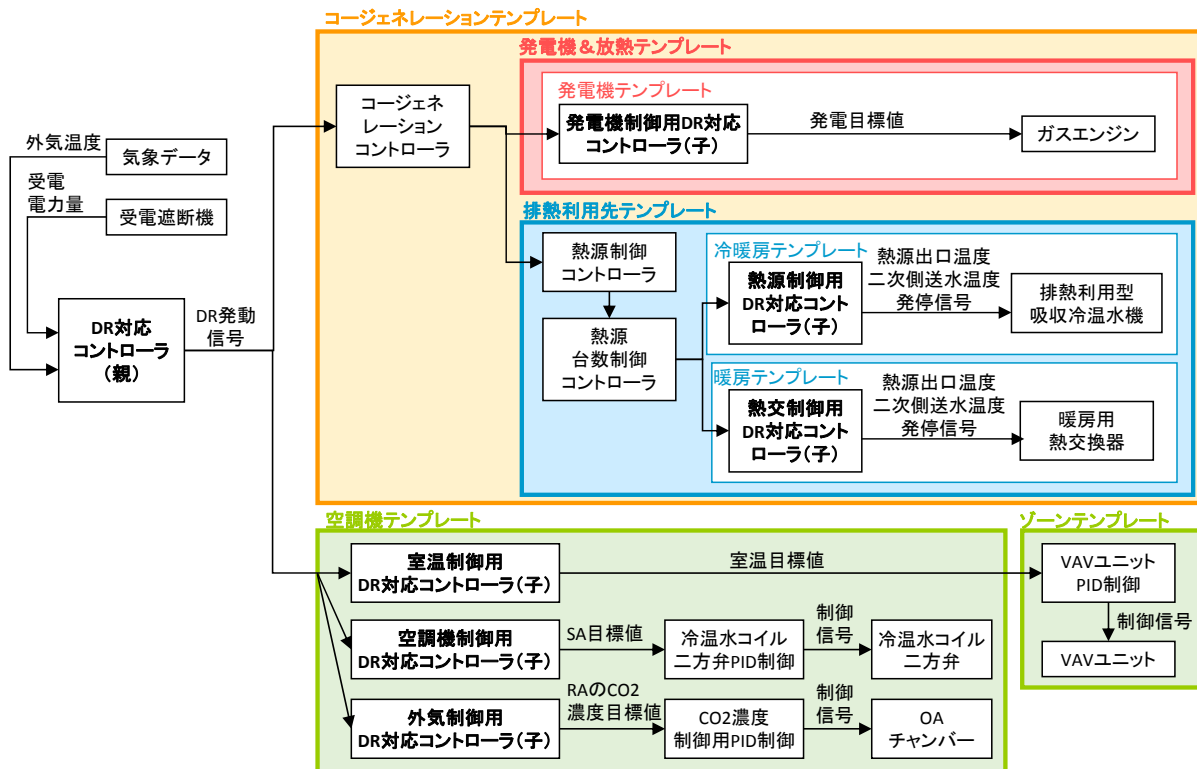 コージェネレーションテンプレート
発電機＆放熱テンプレート
発電機テンプレート
コージェネ
レーション
コントローラ
発電機制御用DR対応
コントローラ(子)
発電目標値
ガスエンジン
外気温度
気象データ
受電
電力量
受電遮断機
DR対応
コントローラ
(親)
DR発動
信号
排熱利用先テンプレート
熱源制御
コントローラ
熱源
台数制御
コントローラ
冷暖房テンプレート
熱源制御用
DR対応コント
ローラ(子)
熱源出口温度
二次側送水温度
発停信号
排熱利用型
吸収冷温水機
暖房テンプレート
熱交制御用
DR対応コント
ローラ(子)
熱源出口温度
二次側送水温度
発停信号
暖房用
熱交換器
空調機テンプレート
室温制御用
DR対応コントローラ(子)
室温目標値
空調機制御用
DR対応コントローラ(子)
SA目標値
冷温水コイル
二方弁PID制御
制御
信号
冷温水コイル
二方弁
外気制御用
DR対応コントローラ(子)
RAのCO2
濃度目標値
CO2濃度
制御用PID制御
制御
信号
OA
チャンバー
ゾーンテンプレート
VAVユニット
PID制御
制御信号
VAVユニット